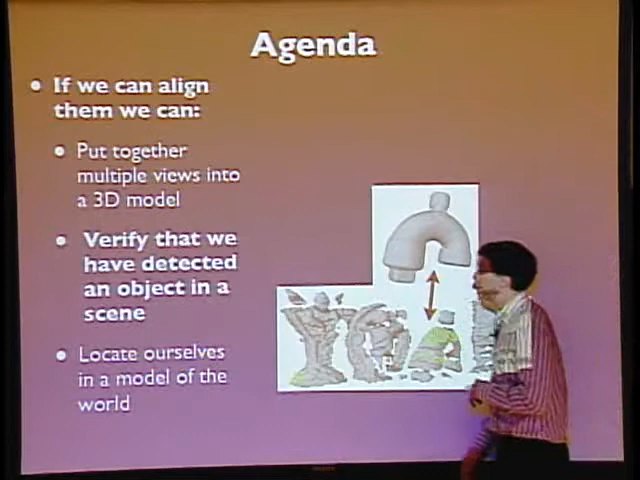 Agenda
If we can align
them we can:
Put together
multiple views into
a 3D model
Verify that we
have detected
an object in a
scene
Locate ourselves
in a model of the
world